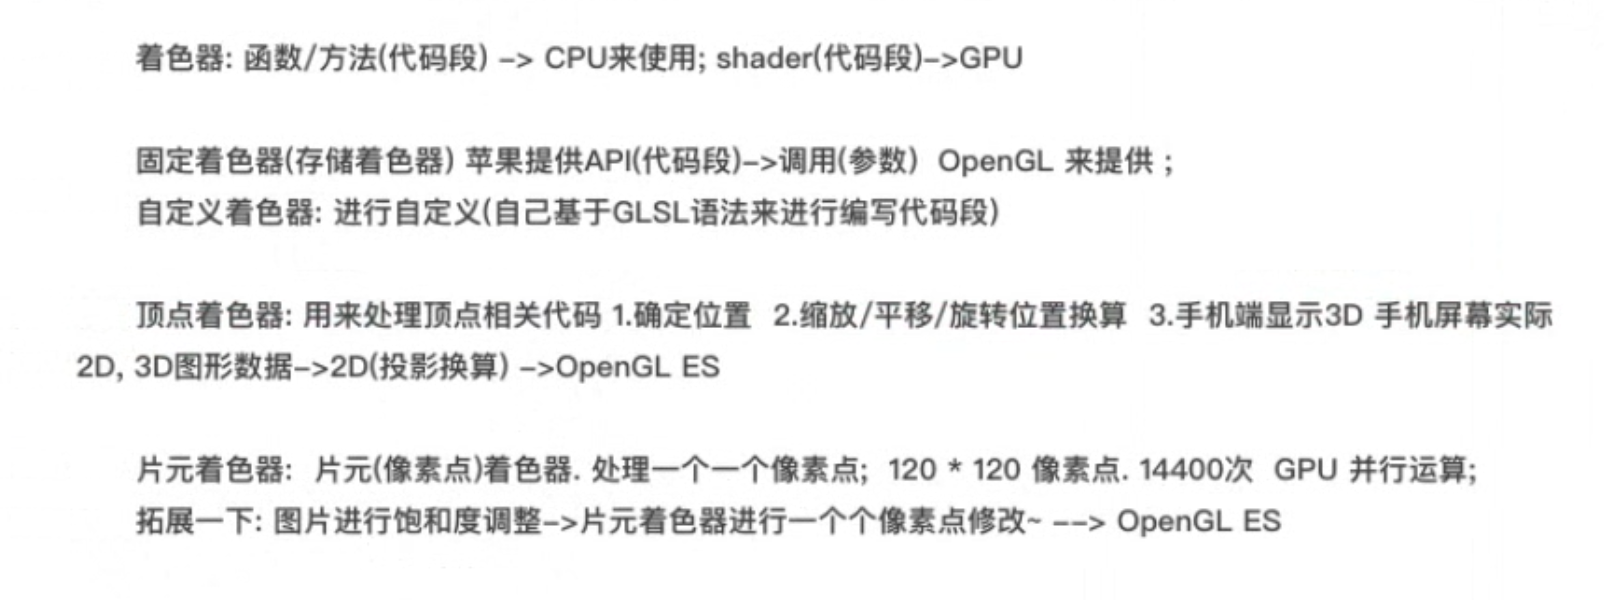 着色器: 函数/方法(代码段) –> CPU来使用; shader(代码段)–>GPU
固定着色器(存储着色器) 苹果提供API(代码段)–>调用(参数)  OpenGL 来提供 ;
自定义着色器: 进行自定义(自己基于GLSL语法来进行编写代码段)
顶点着色器: 用来处理顶点相关代码 1.确定位置  2.缩放/平移/旋转位置换算  3.手机端显示3D 手机屏幕实际
2D, 3D图形数据–>2D(投影换算) –>OpenGL ES
片元着色器:  片元(像素点)着色器. 处理一个一个像素点;  120 * 120 像素点. 14400次  GPU 并行运算;
拓展一下: 图片进行饱和度调整–>片元着色器进行一个个像素点修改~ ––> OpenGL ES